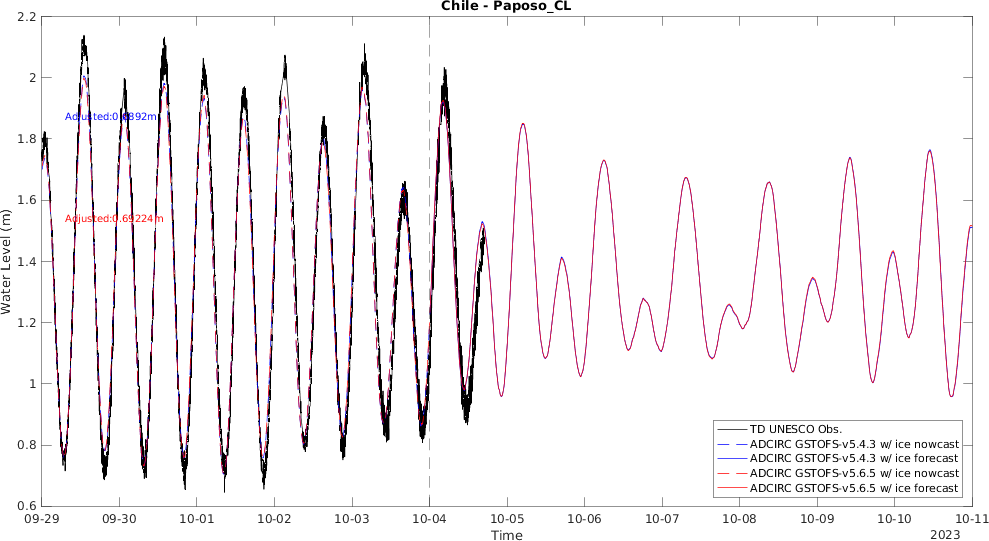 Chile - Paposo_CL
Water Level (m)
2.2
2
1.8
1.6
1.4
1.2
1
0.8
0.6
Adjusted:0.
892m
Adjusted:0.69224m
09-29 09-30 10-01 10-02 10-03 10-04 10-05 10-06 10-07 10-08 10-09 10-10 10-11
Time
2023
TD UNESCO Obs.
ADCIRC GSTOFS-v5.4.3 w/ ice nowcast
ADCIRC GSTOFS-v5.4.3 w/ ice forecast
ADCIRC GSTOFS-v5.6.5 w/ ice nowcast
ADCIRC GSTOFS-v5.6.5 w/ ice forecast